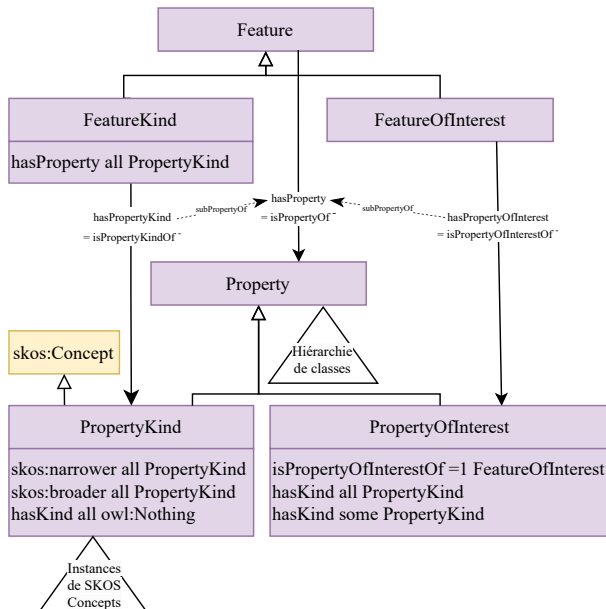 Feature
FeatureKind
hasProperty all PropertyKind
FeatureOfInterest
hasPropertyKind
= isPropertyKindOf ⁻
subPropertyOf
hasProperty
= isPropertyOf ⁻
subPropertyOf
hasPropertyOfInterest
= isPropertyOfInterestOf ⁻
Property
Hiérarchie
de classes
skos:Concept
PropertyKind
skos:narrower all PropertyKind
skos:broader all PropertyKind
hasKind all owl:Nothing
PropertyOfInterest
isPropertyOfInterestOf =1 FeatureOfInterest
hasKind all PropertyKind
hasKind some PropertyKind
Instances
de SKOS
Concepts